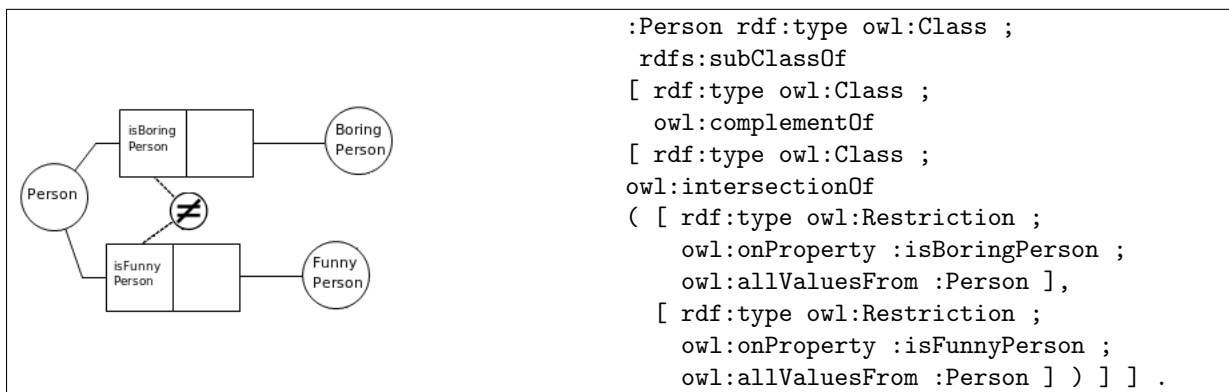 isBoring
Person
Boring
Person
Person
≠
isFunny
Person
Funny
Person
:Person rdf:type owl:Class ;
rdfs:subClassOf
[ rdf:type owl:Class ;
owl:complementOf
[ rdf:type owl:Class ;
owl:intersectionOf
( [ rdf:type owl:Restriction ;
owl:onProperty :isBoringPerson ;
owl:allValuesFrom :Person ],
[ rdf:type owl:Restriction ;
owl:onProperty :isFunnyPerson ;
owl:allValuesFrom :Person ] ) ] ] .